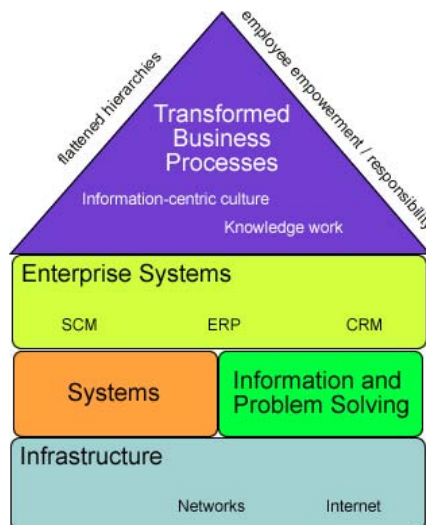 flattened hierarchies
employee empowerment / responsibility
Transformed
Business
Processes
Information-centric culture
Knowledge work
Enterprise Systems
SCM ERP CRM
Systems
Information and
Problem Solving
Infrastructure
Networks Internet